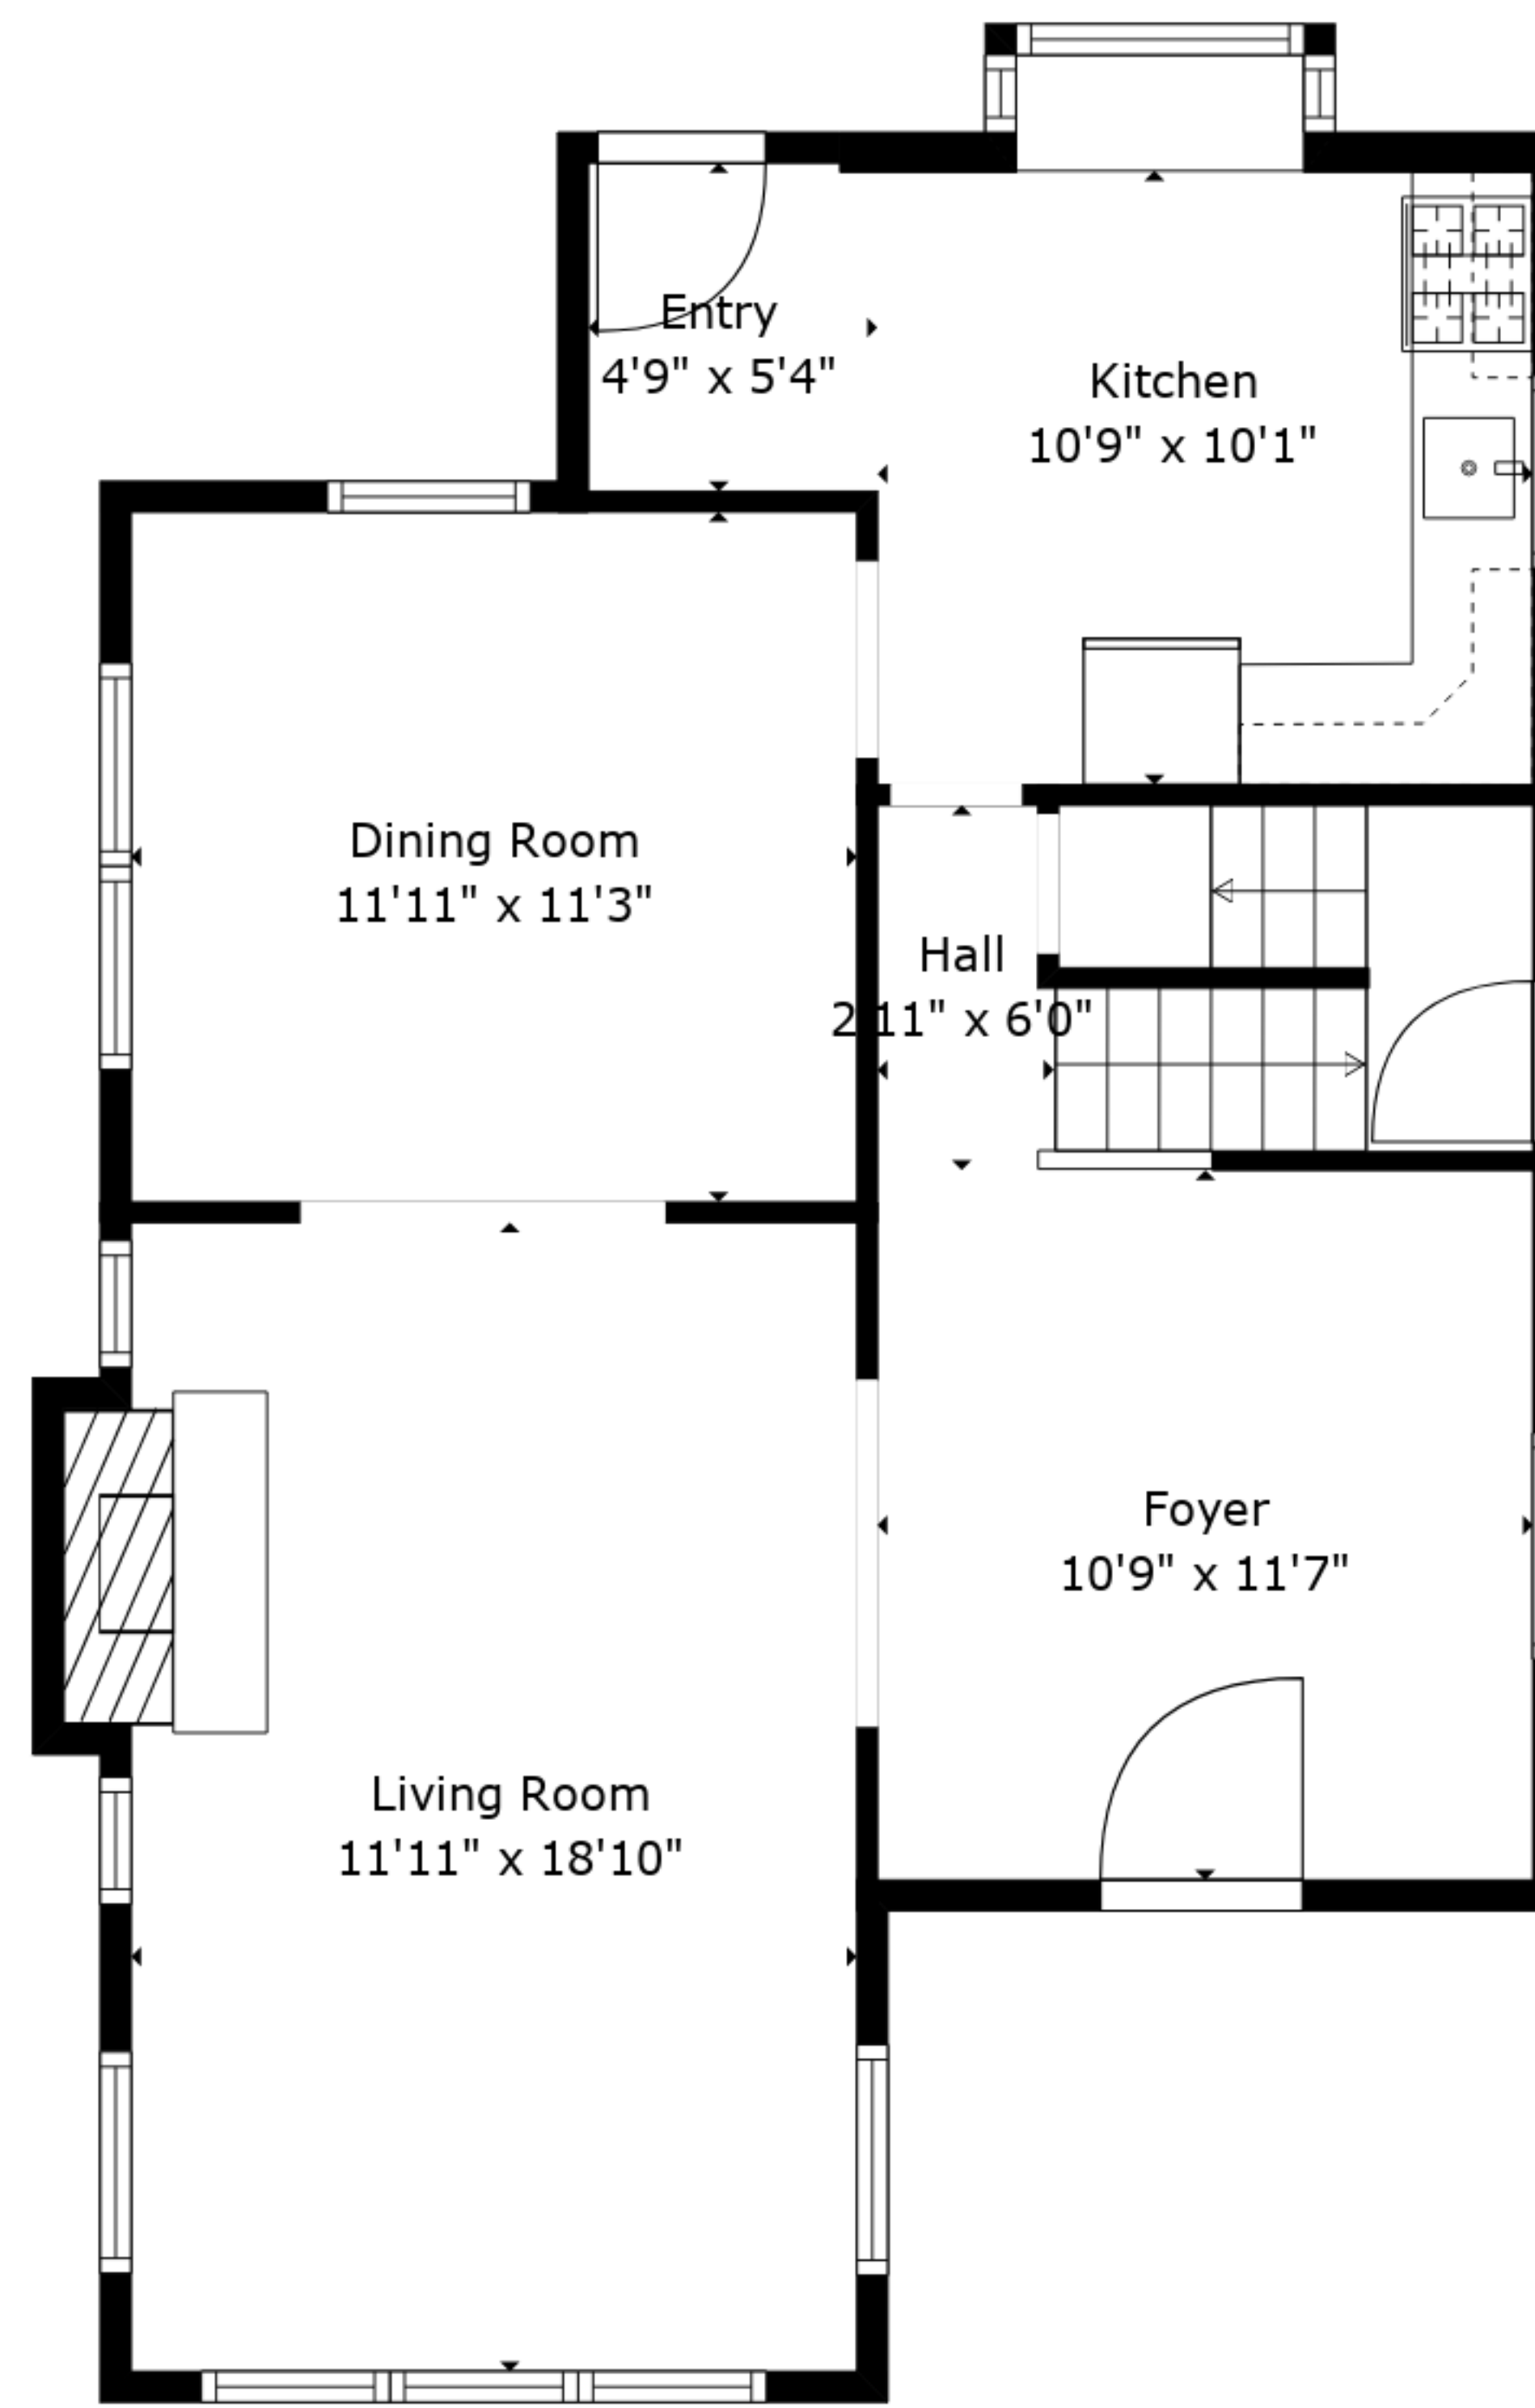 Entry
4'9" x 5'4"
Kitchen
10'9" x 10'1"
Dining Room
11'11" x 11'3"
Hall
2'11" x 6'0"
Foyer
10'9" x 11'7"
Living Room
11'11" x 18'10"